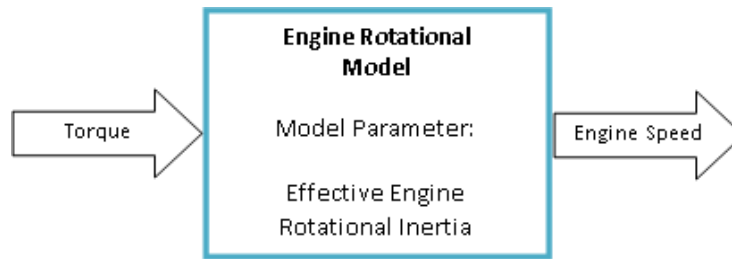 Torque
Engine Rotational
Model
Model Parameter:
Effective Engine
Rotational Inertia
Engine Speed